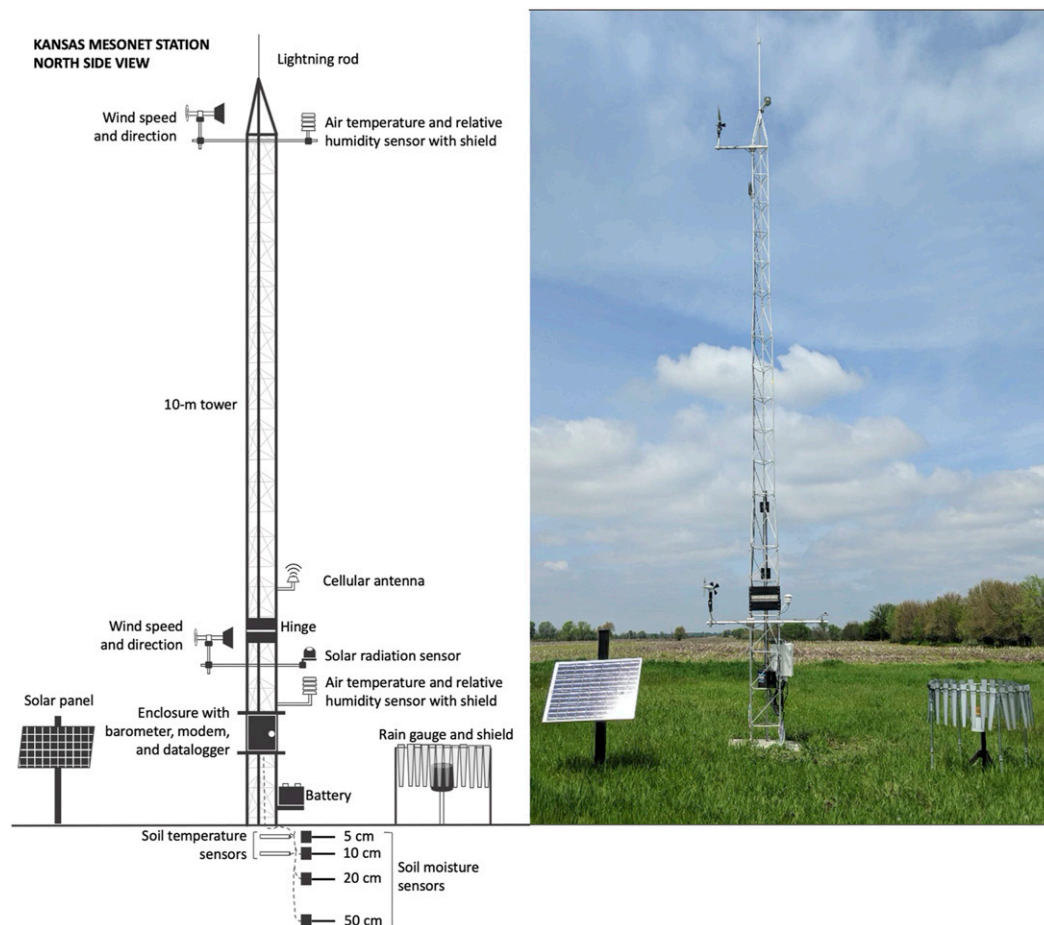 KANSAS MESONET STATION
NORTH SIDE VIEW
Lightning rod
Wind speed
and direction
Air temperature and relative
humidity sensor with shield
10-m tower
Cellular antenna
Hinge
Wind speed
and direction
Solar radiation sensor
Air temperature and relative
humidity sensor with shield
Solar panel
Enclosure with
barometer, modem,
and datalogger
Rain gauge and shield
Battery
Soil temperature
sensors
5 cm
10 cm
20 cm
50 cm
Soil moisture
sensors